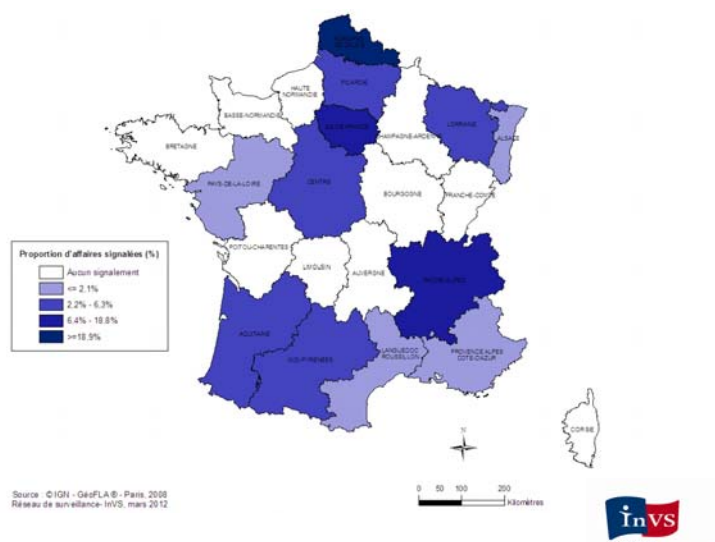 PICARDIE
HAUTE
NORMANDIE
BASSE-NORMANDIE
ILE-DE-FRANCE
CHAMPAGNE-ARDENNE
LORRAINE
ALSACE
BRETAGNE
PAYS-DE-LA-LOIRE
CENTRE
BOURGOGNE
FRANCHE-COMTE
POITOU-CHARENTES
LIMOUSIN
AUVERGNE
RHONE-ALPES
AQUITAINE
MIDI-PYRENEES
LANGUEDOC
ROUSSILLON
PROVENCE ALPES
COTE-DAZUR
CORSE
Proportion d'affaires signalées (%)
Aucun signalement
<= 2,1%
2,2% - 6,3%
6,4% - 18,8%
>=18,9%
N
0 50 100 200
Kilomètres
Source : © IGN - GéoFLA ® - Paris, 2008
Réseau de surveillance- InVS, mars 2012
InVS